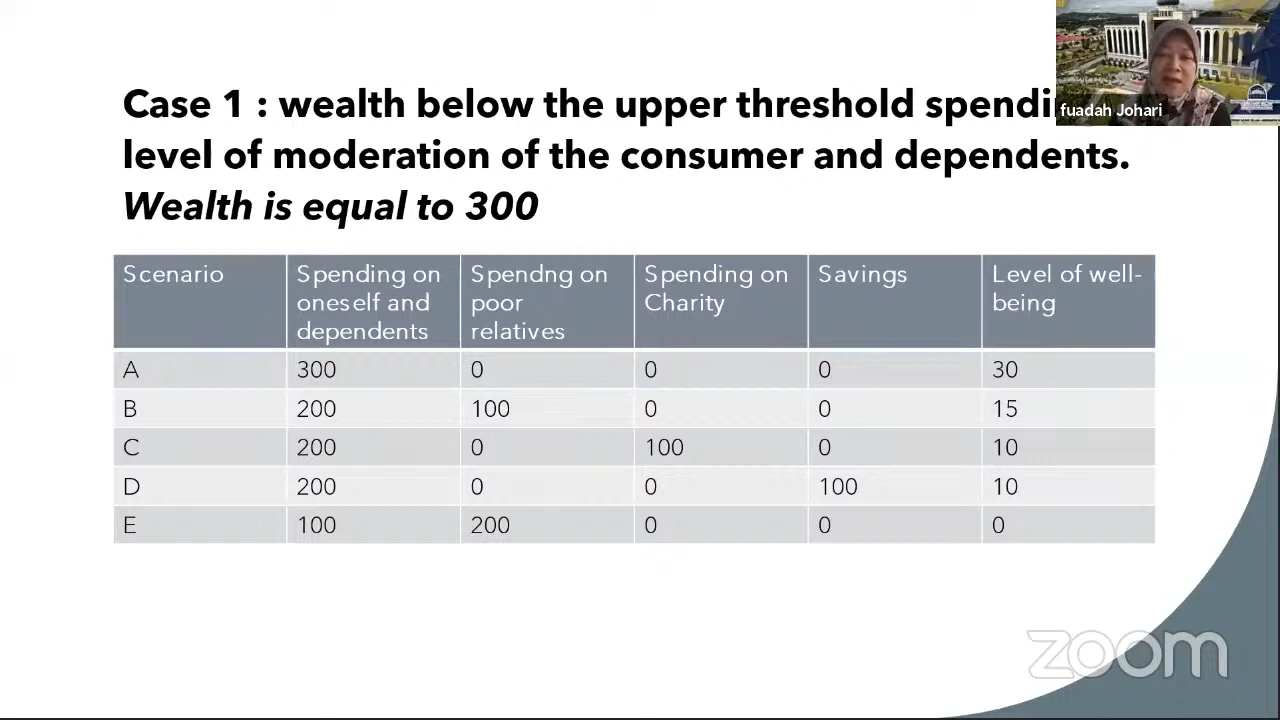 Case 1 : wealth below the upper threshold spendi
level of moderation of the consumer and dependents.
Wealth is equal to 300
fuadah Johari
Scenario
Spending on
oneself and
dependents
Spendng on
poor
relatives
Spending on
Charity
Savings
Level of well-
being
A 300 0 0 0 30
B 200 100 0 0 15
C 200 0 100 0 10
D 200 0 0 100 10
E 100 200 0 0 0
zoom